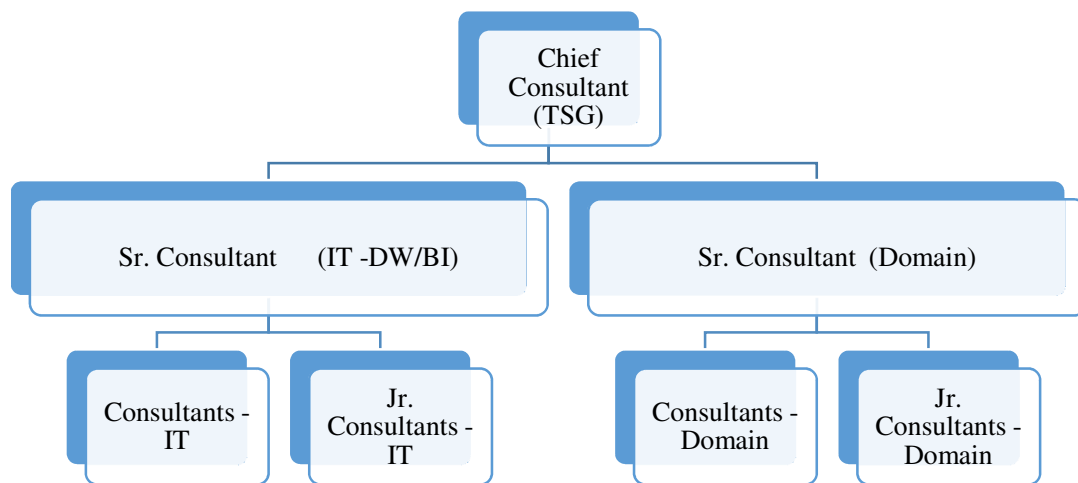 Chief
Consultant
(TSG)
Sr. Consultant (IT -DW/BI)
Sr. Consultant (Domain)
Consultants -
IT
Jr.
Consultants -
IT
Consultants -
Domain
Jr.
Consultants -
Domain